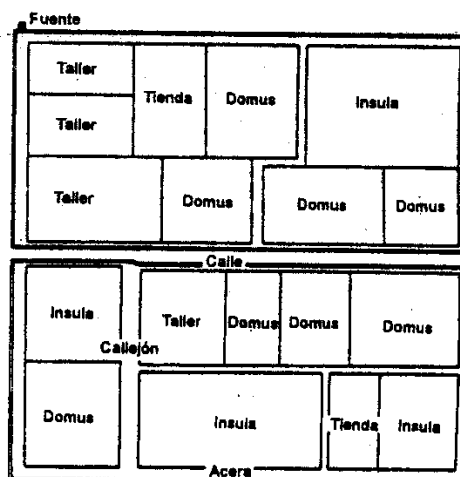 Fuente
Taller
Tienda
Domus
Insula
Taller
Taller
Domus
Domus
Domus
Calle
Insula
Taller
Domus
Domus
Domus
Callejón
Domus
Insula
Tienda
Insula
Acera